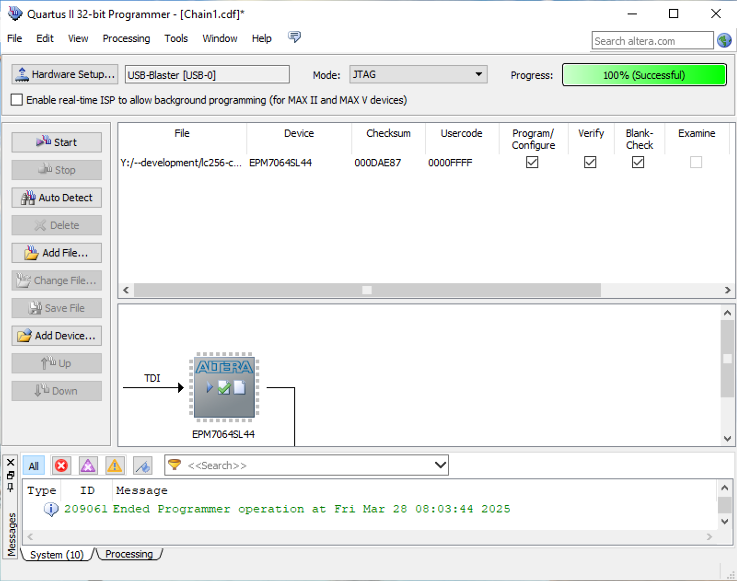 Quartus II 32-bit Programmer - [Chain1.cdf]*
File Edit View Processing Tools Window Help
Search altera.com
Hardware Setup... USB-Blaster [USB-0] Mode: JTAG Progress: 100% (Successful)
Enable real-time ISP to allow background programming (for MAX II and MAX V devices)
Start
Stop
Auto Detect
Delete
Add File...
Change File...
Save File
Add Device...
Up
Down
File Device Checksum Usercode Program/ Verify Blank- Examine
Configure Check
Y:/--development/lc256-c... EPM7064SL44 000DAE87 0000FFFF
TDI
ALTERA
EPM7064SL44
All <<Search>>
Type ID Message
209061 Ended Programmer operation at Fri Mar 28 08:03:44 2025
Messages
System (10) Processing